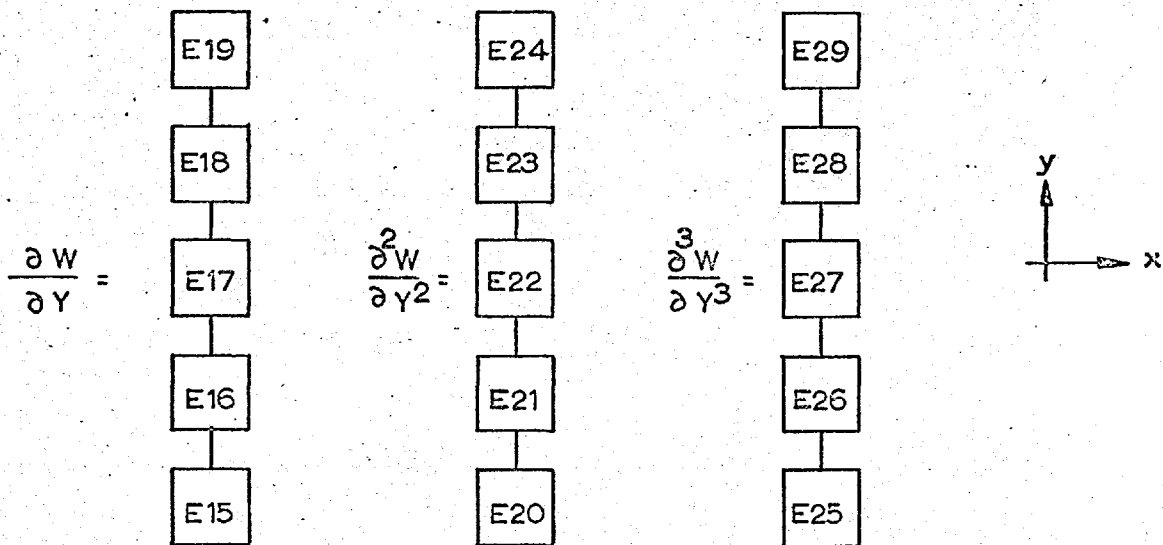 E19 E24 E29
E18 E23 E28 y
∂W/∂Y = E17 ∂²W/∂Y² = E22 ∂³W/∂Y³ = E27 x
E16 E21 E26
E15 E20 E25